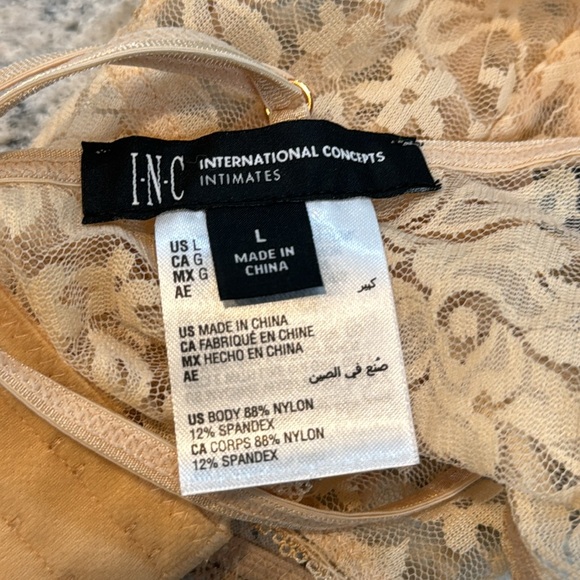 I·N·C INTERNATIONAL CONCEPTS
INTIMATES
L
MADE IN
CHINA
US L
CA G
MX G
AE كبير
US MADE IN CHINA
CA FABRIQUÉ EN CHINE
MX HECHO EN CHINA
AE صُنع في الصين
US BODY 88% NYLON
12% SPANDEX
CA CORPS 88% NYLON
12% SPANDEX